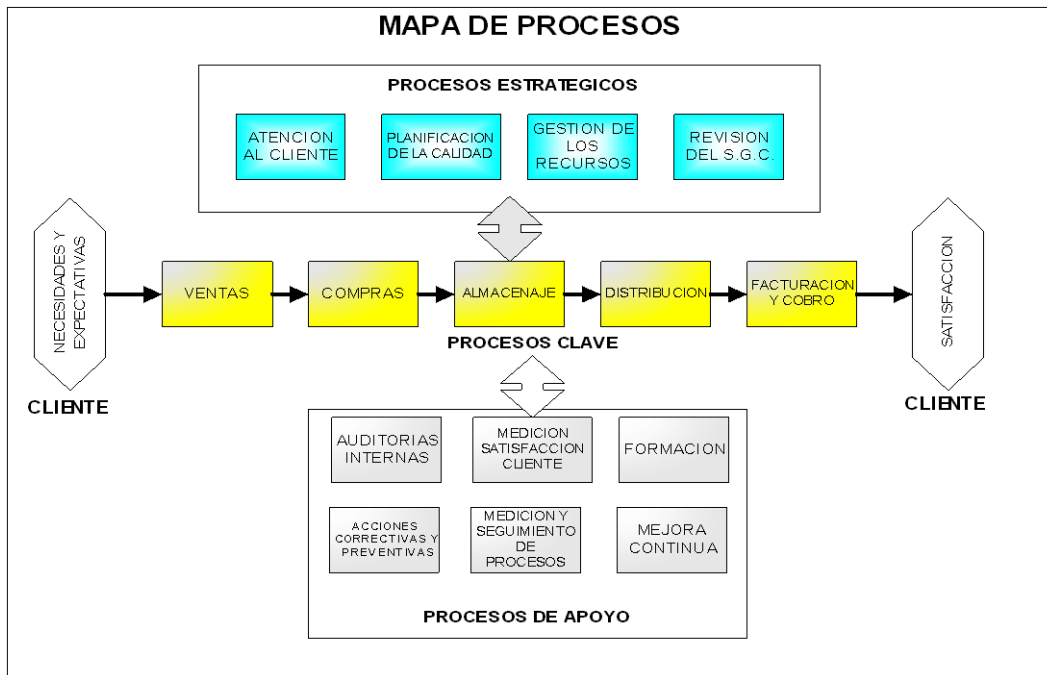 MAPA DE PROCESOS
PROCESOS ESTRATEGICOS
ATENCION
AL CLIENTE
PLANIFICACION
DE LA CALIDAD
GESTION DE
LOS
RECURSOS
REVISION
DEL S.G.C.
NECESIDADES Y
EXPECTATIVAS
CLIENTE
VENTAS
COMPRAS
ALMACENAJE
DISTRIBUCION
FACTURACION
Y COBRO
SATISFACCION
CLIENTE
PROCESOS CLAVE
AUDITORIAS
INTERNAS
MEDICION
SATISFACCION
CLIENTE
FORMACION
ACCIONES
CORRECTIVAS Y
PREVENTIVAS
MEDICION Y
SEGUIMIENTO
DE
PROCESOS
MEJORA
CONTINUA
PROCESOS DE APOYO